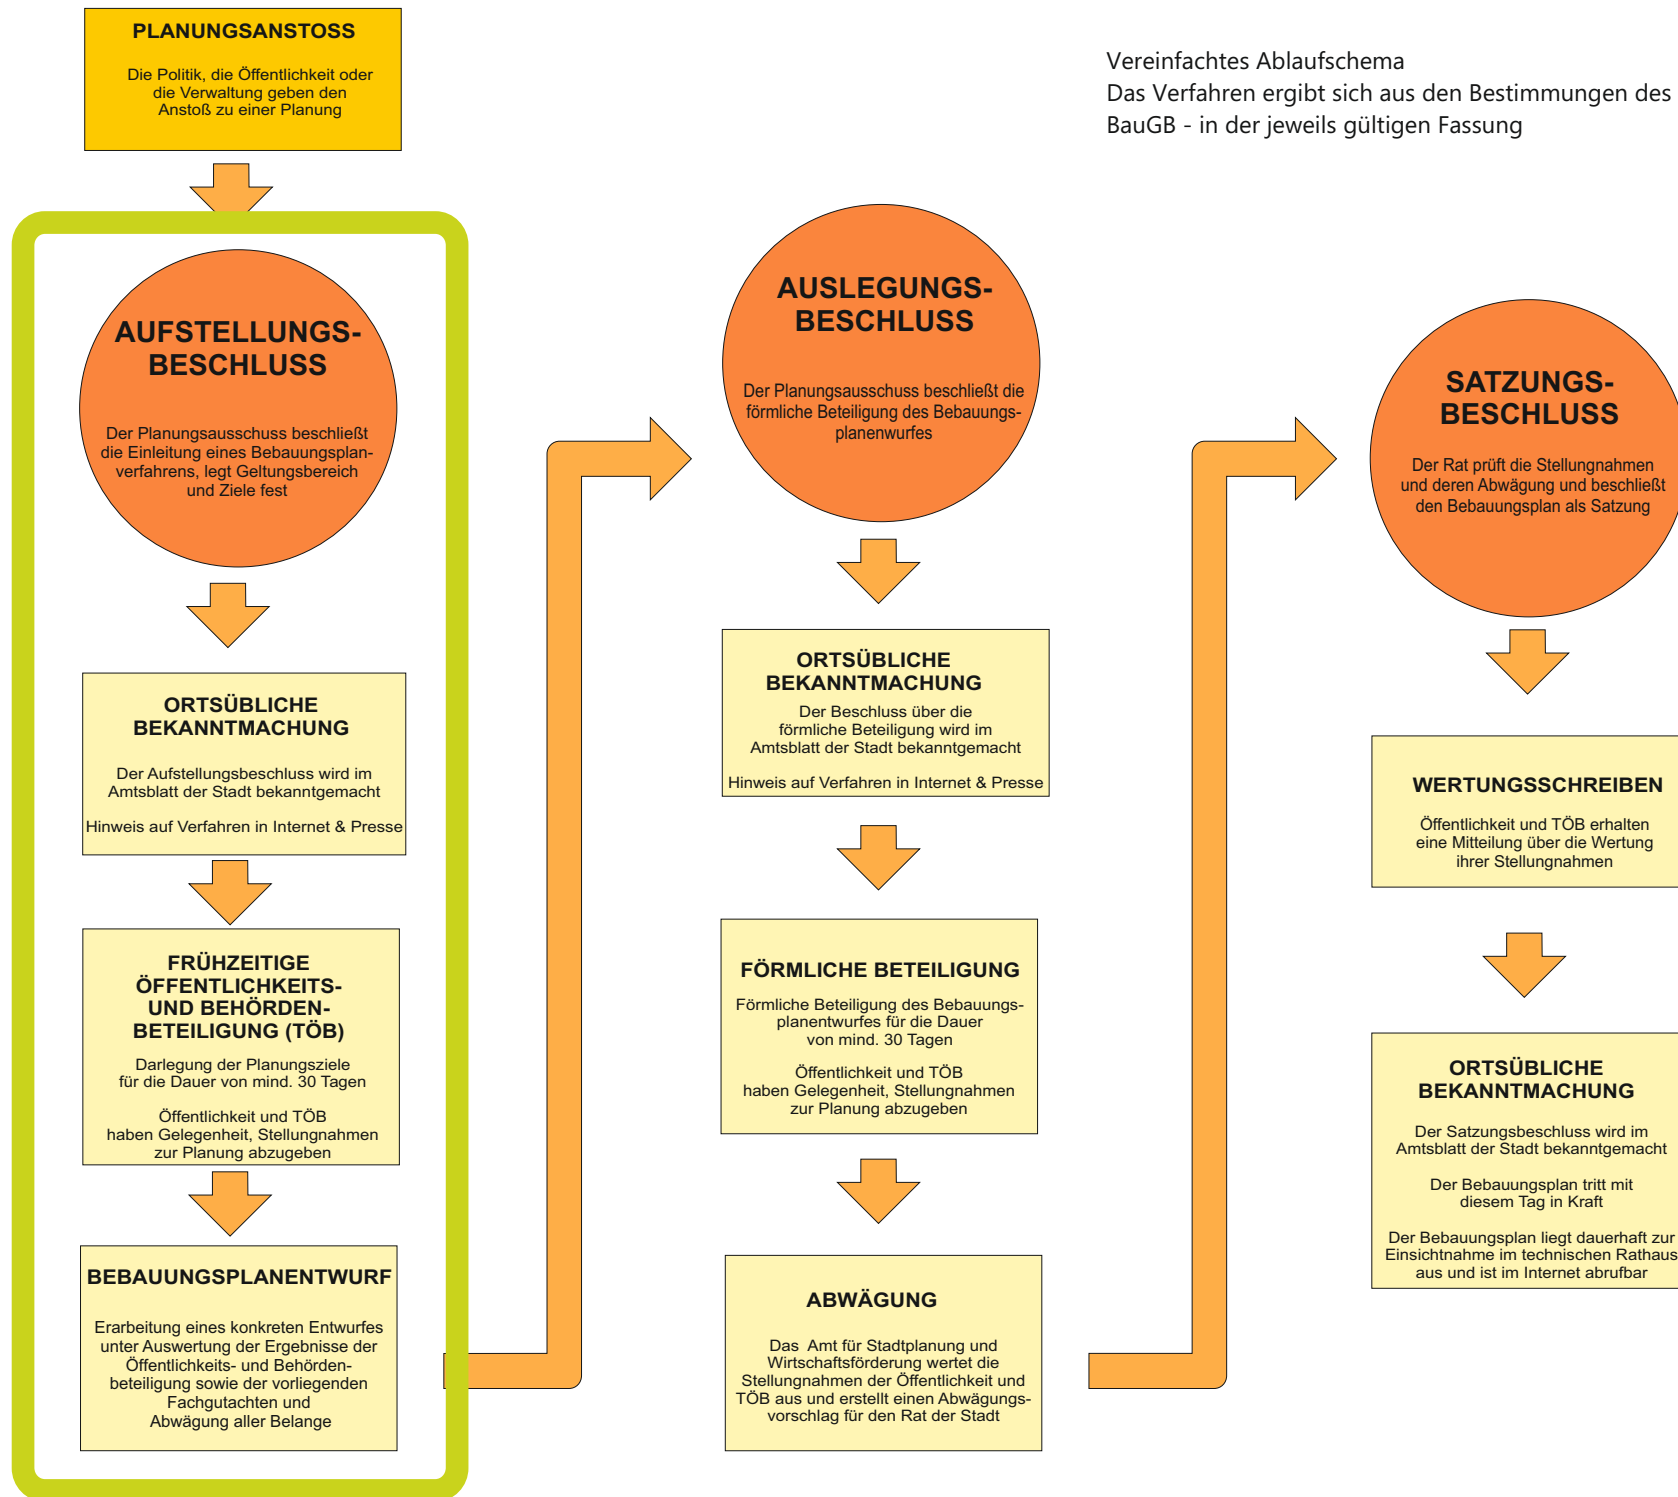 PLANUNGSANSTOSS
Die Politik, die Öffentlichkeit oder
die Verwaltung geben den
Anstoß zu einer Planung
Vereinfachtes Ablaufschema
Das Verfahren ergibt sich aus den Bestimmungen des
BauGB - in der jeweils gültigen Fassung
AUFSTELLUNGS-
BESCHLUSS
Der Planungsausschuss beschließt
die Einleitung eines Bebauungsplan-
verfahrens, legt Geltungsbereich
und Ziele fest
ORTSÜBLICHE
BEKANNTMACHUNG
Der Aufstellungsbeschluss wird im
Amtsblatt der Stadt bekanntgemacht
Hinweis auf Verfahren in Internet & Presse
FRÜHZEITIGE
ÖFFENTLICHKEITS-
UND BEHÖRDEN-
BETEILIGUNG (TÖB)
Darlegung der Planungsziele
für die Dauer von mind. 30 Tagen
Öffentlichkeit und TÖB
haben Gelegenheit, Stellungnahmen
zur Planung abzugeben
BEBAUUNGSPLANENTWURF
Erarbeitung eines konkreten Entwurfes
unter Auswertung der Ergebnisse der
Öffentlichkeits- und Behörden-
beteiligung sowie der vorliegenden
Fachgutachten und
Abwägung aller Belange
AUSLEGUNGS-
BESCHLUSS
Der Planungsausschuss beschließt die
förmliche Beteiligung des Bebauungs-
planenwurfes
ORTSÜBLICHE
BEKANNTMACHUNG
Der Beschluss über die
förmliche Beteiligung wird im
Amtsblatt der Stadt bekanntgemacht
Hinweis auf Verfahren in Internet & Presse
FÖRMLICHE BETEILIGUNG
Förmliche Beteiligung des Bebauungs-
planentwurfes für die Dauer
von mind. 30 Tagen
Öffentlichkeit und TÖB
haben Gelegenheit, Stellungnahmen
zur Planung abzugeben
ABWÄGUNG
Das Amt für Stadtplanung und
Wirtschaftsförderung wertet die
Stellungnahmen der Öffentlichkeit und
TÖB aus und erstellt einen Abwägungs-
vorschlag für den Rat der Stadt
SATZUNGS-
BESCHLUSS
Der Rat prüft die Stellungnahmen
und deren Abwägung und beschließt
den Bebauungsplan als Satzung
WERTUNGSSCHREIBEN
Öffentlichkeit und TÖB erhalten
eine Mitteilung über die Wertung
ihrer Stellungnahmen
ORTSÜBLICHE
BEKANNTMACHUNG
Der Satzungsbeschluss wird im
Amtsblatt der Stadt bekanntgemacht
Der Bebauungsplan tritt mit
diesem Tag in Kraft
Der Bebauungsplan liegt dauerhaft zur
Einsichtnahme im technischen Rathaus
aus und ist im Internet abrufbar